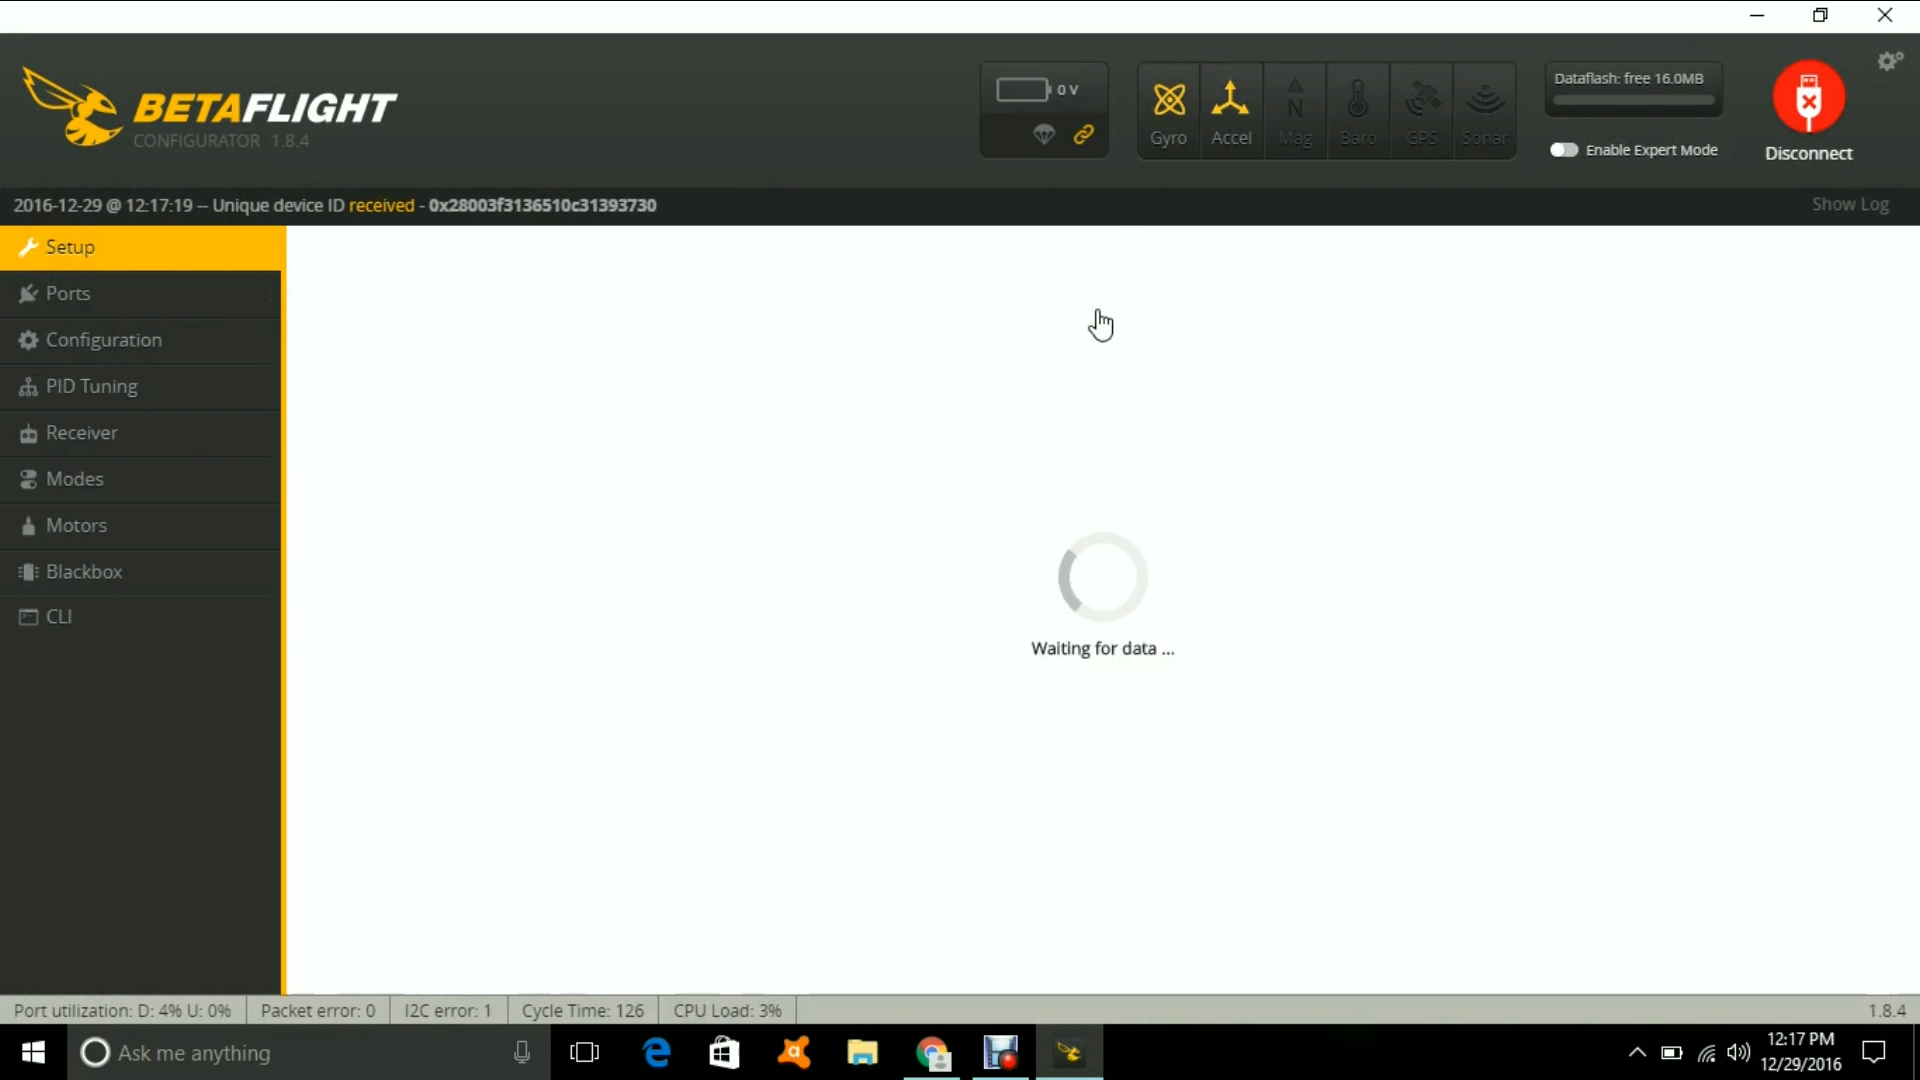 BETAFLIGHT
CONFIGURATOR 1.8.4
0 V
Gyro
Accel
N
Mag
Baro
GPS
Sonar
Dataflash: free 16.0MB
Enable Expert Mode
Disconnect
2016-12-29 @ 12:17:19 -- Unique device ID received - 0x28003f3136510c31393730
Show Log
Setup
Ports
Configuration
PID Tuning
Receiver
Modes
Motors
Blackbox
CLI
Waiting for data ...
Port utilization: D: 4% U: 0%
Packet error: 0
I2C error: 1
Cycle Time: 126
CPU Load: 3%
1.8.4
Ask me anything
12:17 PM
12/29/2016